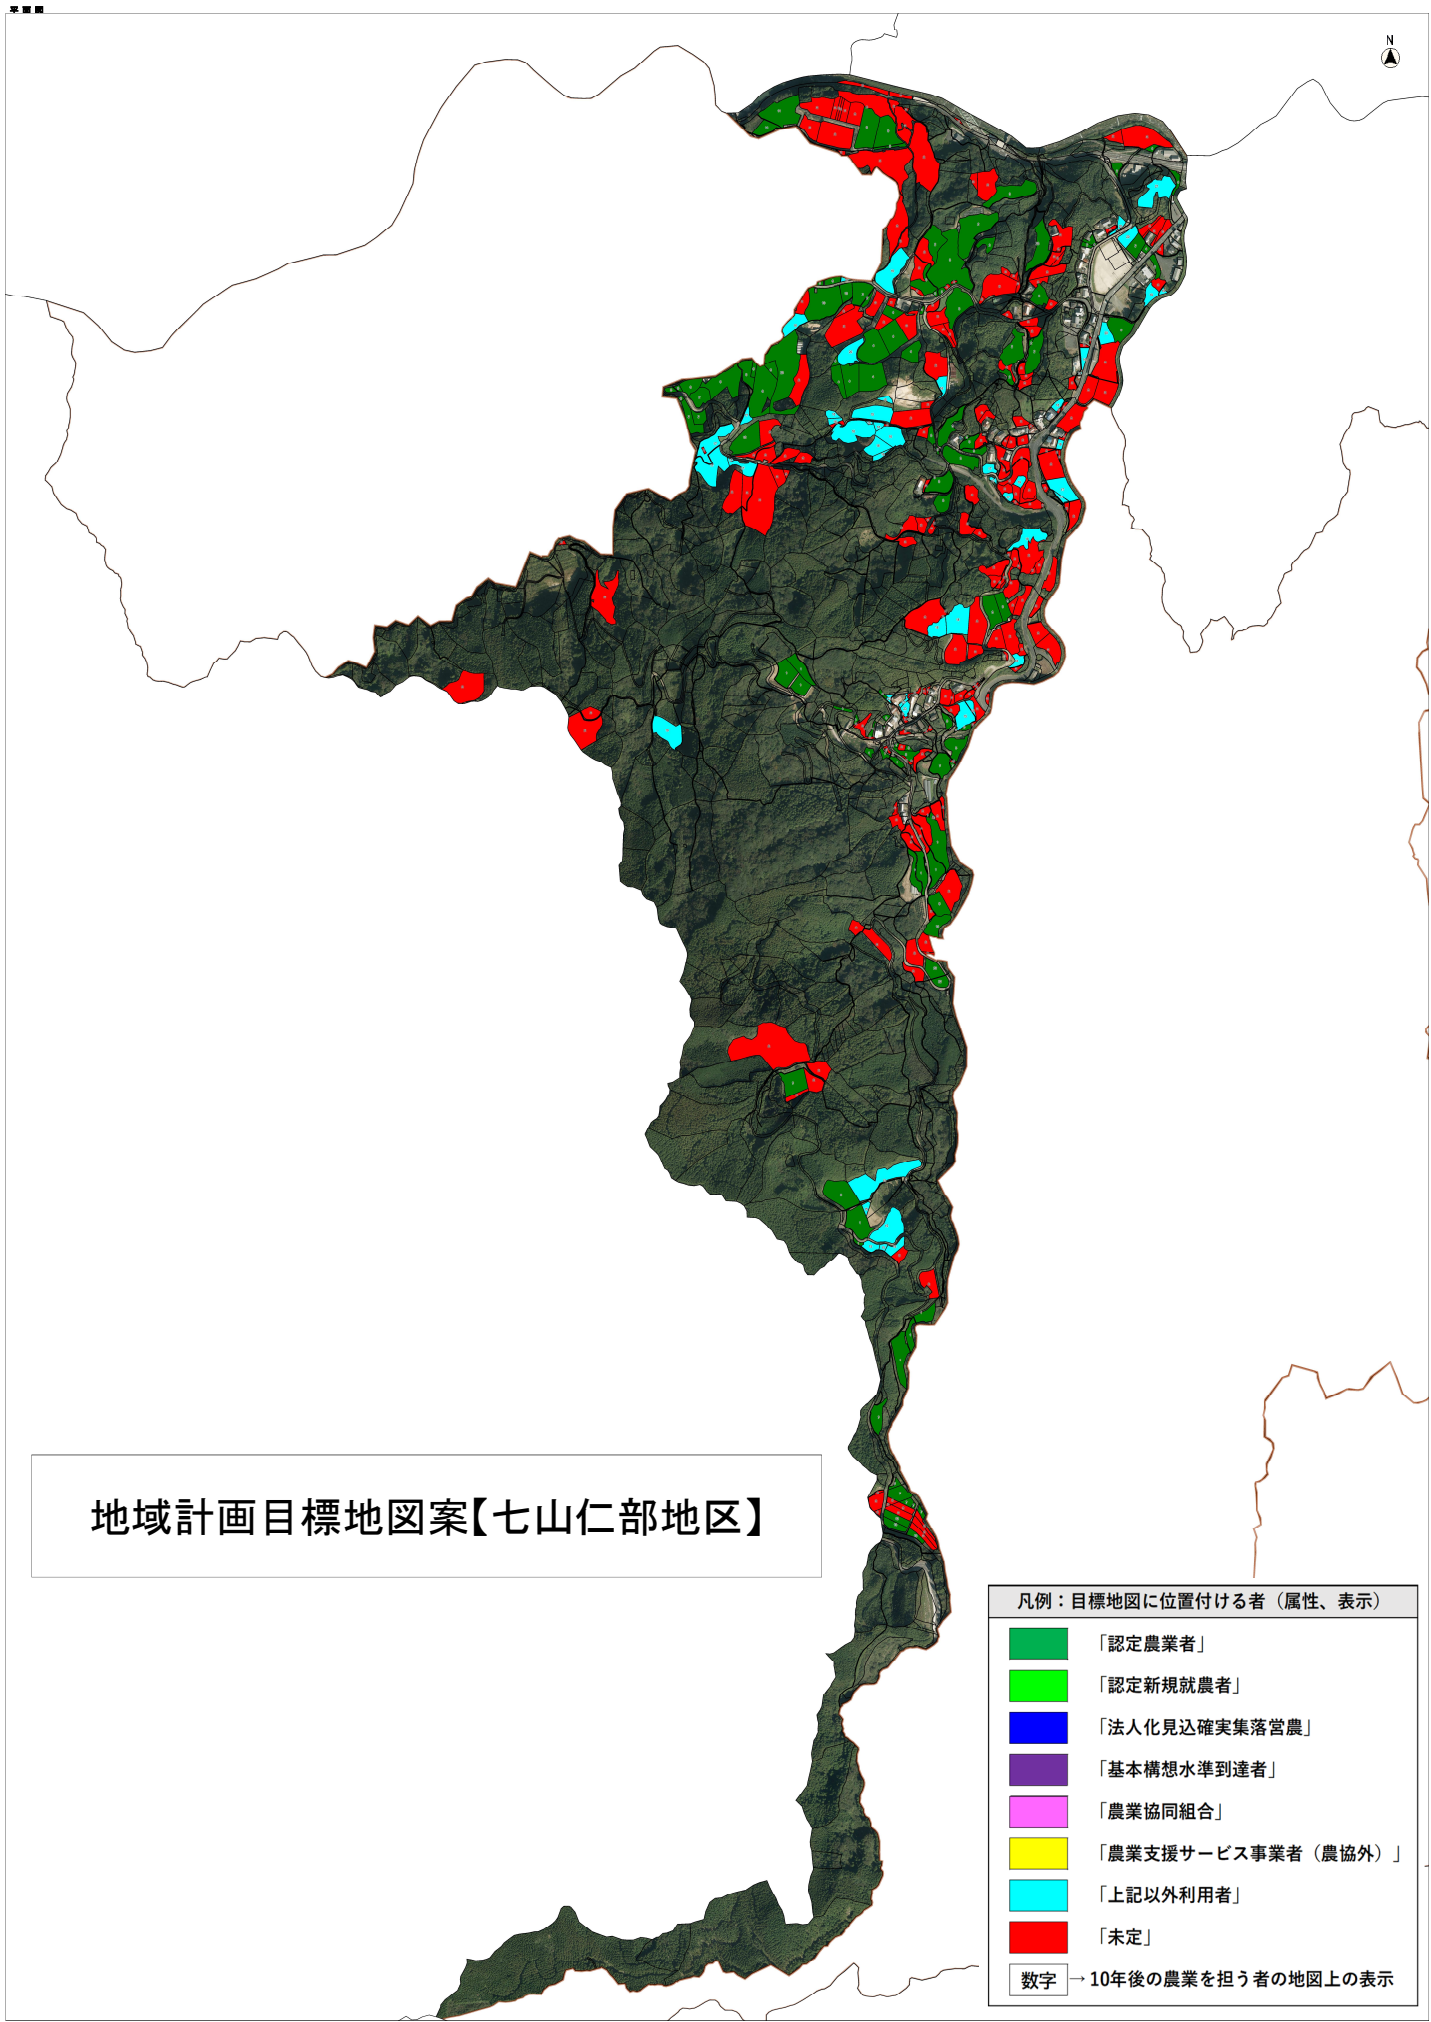 平面図
N
地域計画目標地図案【七山仁部地区】
凡例：目標地図に位置付ける者（属性、表示）
「認定農業者」
「認定新規就農者」
「法人化見込確実集落営農」
「基本構想水準到達者」
「農業協同組合」
「農業支援サービス事業者（農協外）」
「上記以外利用者」
「未定」
数字 → 10年後の農業を担う者の地図上の表示